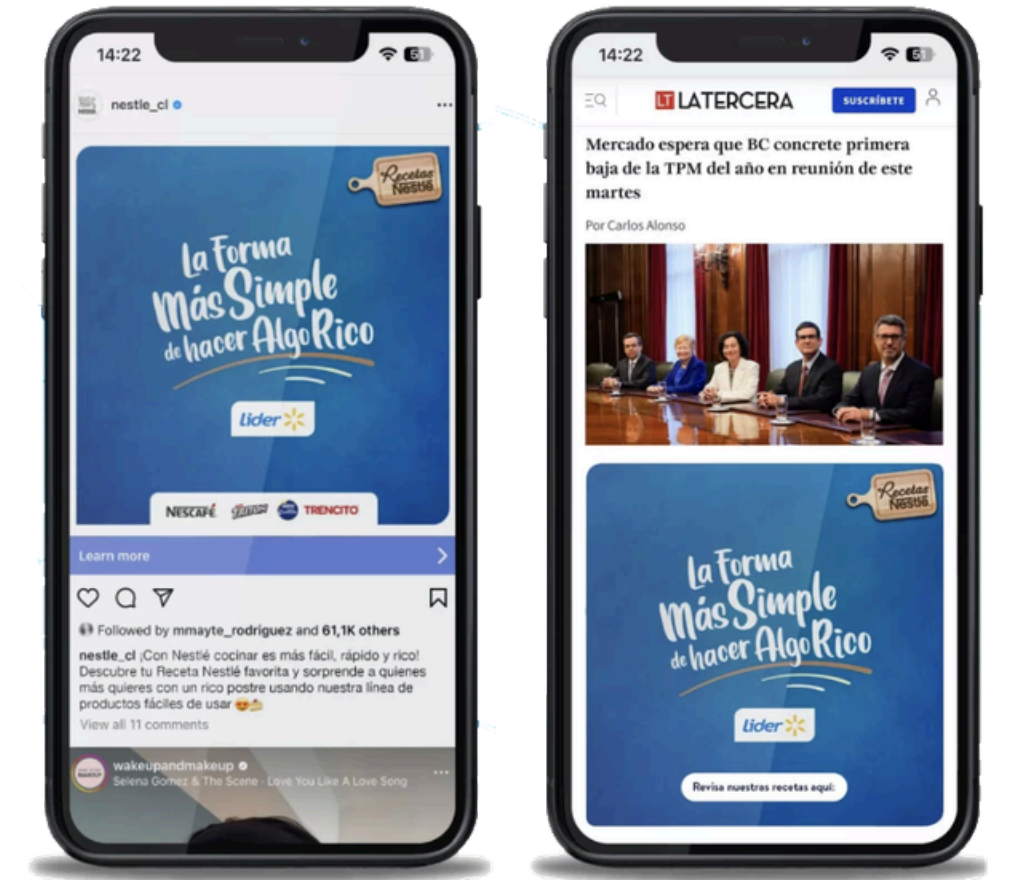 14:22
51
nestle_cl
Recetas
Nestlé
La Forma
Más Simple
de hacer Algo Rico
Lider
NESCAFÉ
TRENCITO
Learn more
Followed by mmayte_rodriguez and 61,1K others
nestle_cl ¡Con Nestlé cocinar es más fácil, rápido y rico!
Descubre tu Receta Nestlé favorita y sorprende a quienes
más quieres con un rico postre usando nuestra línea de
productos fáciles de usar
View all 11 comments
wakeupandmakeup
Selena Gomez & The Scene · Love You Like A Love Song
14:22
51
LT LATERCERA
SUSCRÍBETE
Mercado espera que BC concrete primera
baja de la TPM del año en reunión de este
martes
Por Carlos Alonso
Recetas
Nestlé
La Forma
Más Simple
de hacer Algo Rico
Lider
Revisa nuestras recetas aquí: